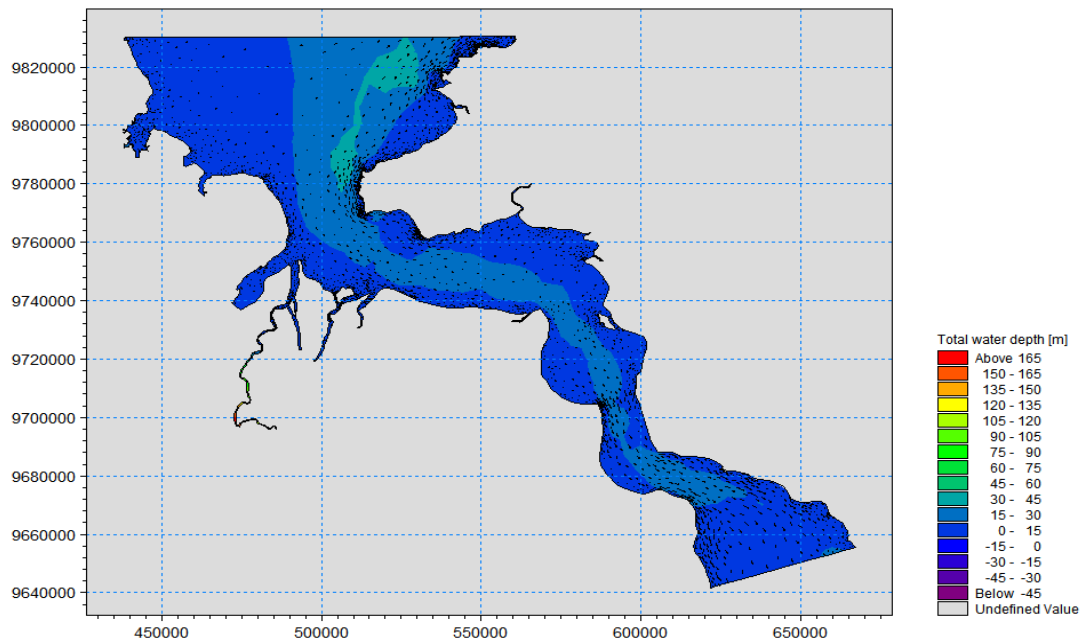 9820000
9800000
9780000
9760000
9740000
9720000
9700000
9680000
9660000
9640000
450000 500000 550000 600000 650000
Total water depth [m]
Above 165
150 - 165
135 - 150
120 - 135
105 - 120
90 - 105
75 - 90
60 - 75
45 - 60
30 - 45
15 - 30
0 - 15
-15 - 0
-30 - -15
-45 - -30
Below -45
Undefined Value